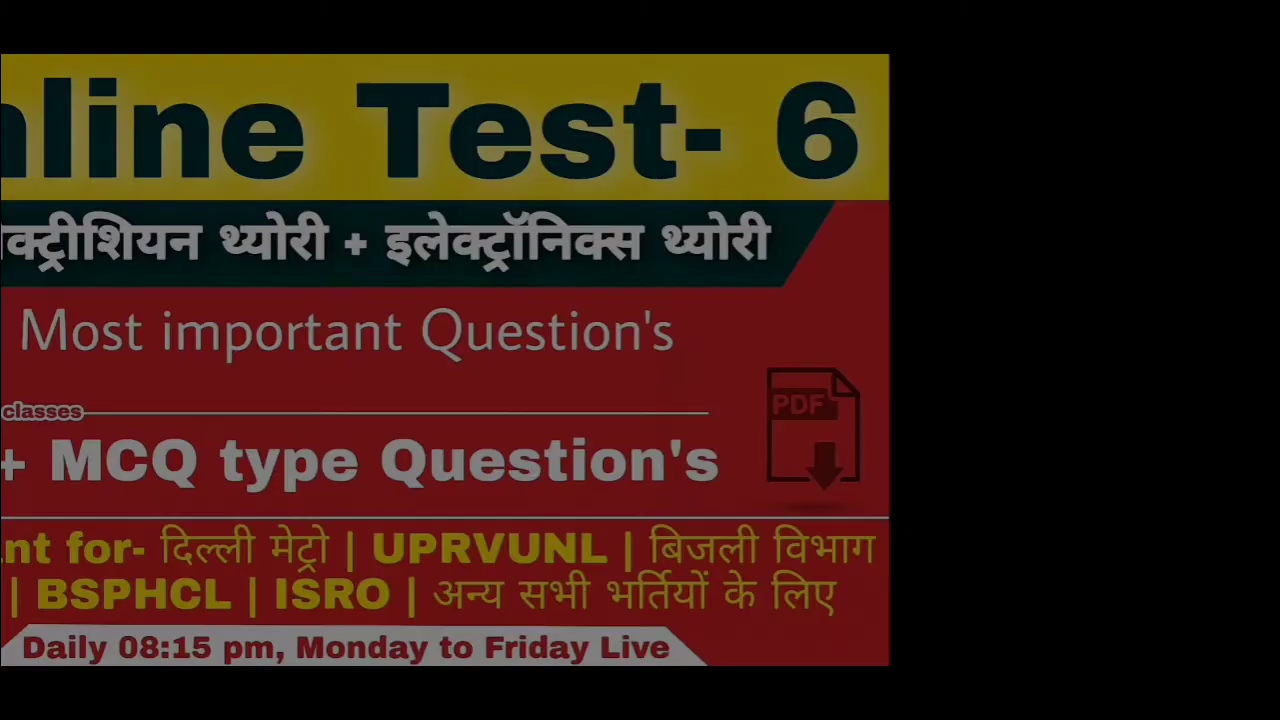 nline Test- 6
क्ट्रीशियन थ्योरी + इलेक्ट्रॉनिक्स थ्योरी
Most important Question's
classes
PDF
+ MCQ type Question's
nt for- दिल्ली मेट्रो | UPRVUNL | बिजली विभाग
| BSPHCL | ISRO | अन्य सभी भर्तियों के लिए
Daily 08:15 pm, Monday to Friday Live